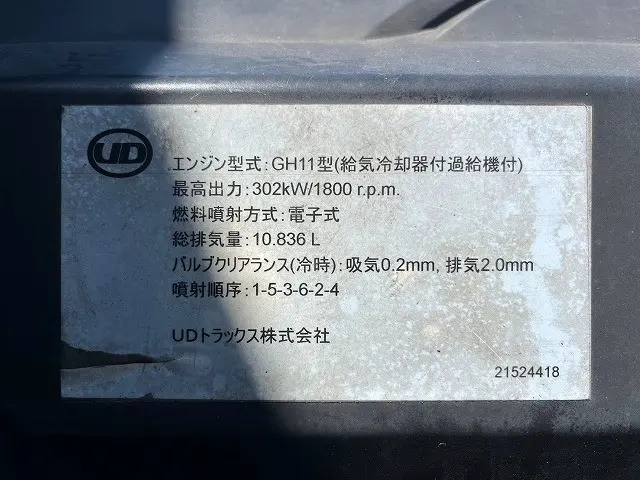 UD
エンジン型式:GH11型(給気冷却器付過給機付)
最高出力:302kW/1800 r.p.m.
燃料噴射方式:電子式
総排気量:10.836 L
バルブクリアランス(冷時):吸気0.2mm, 排気2.0mm
噴射順序:1-5-3-6-2-4
UDトラックス株式会社
21524418